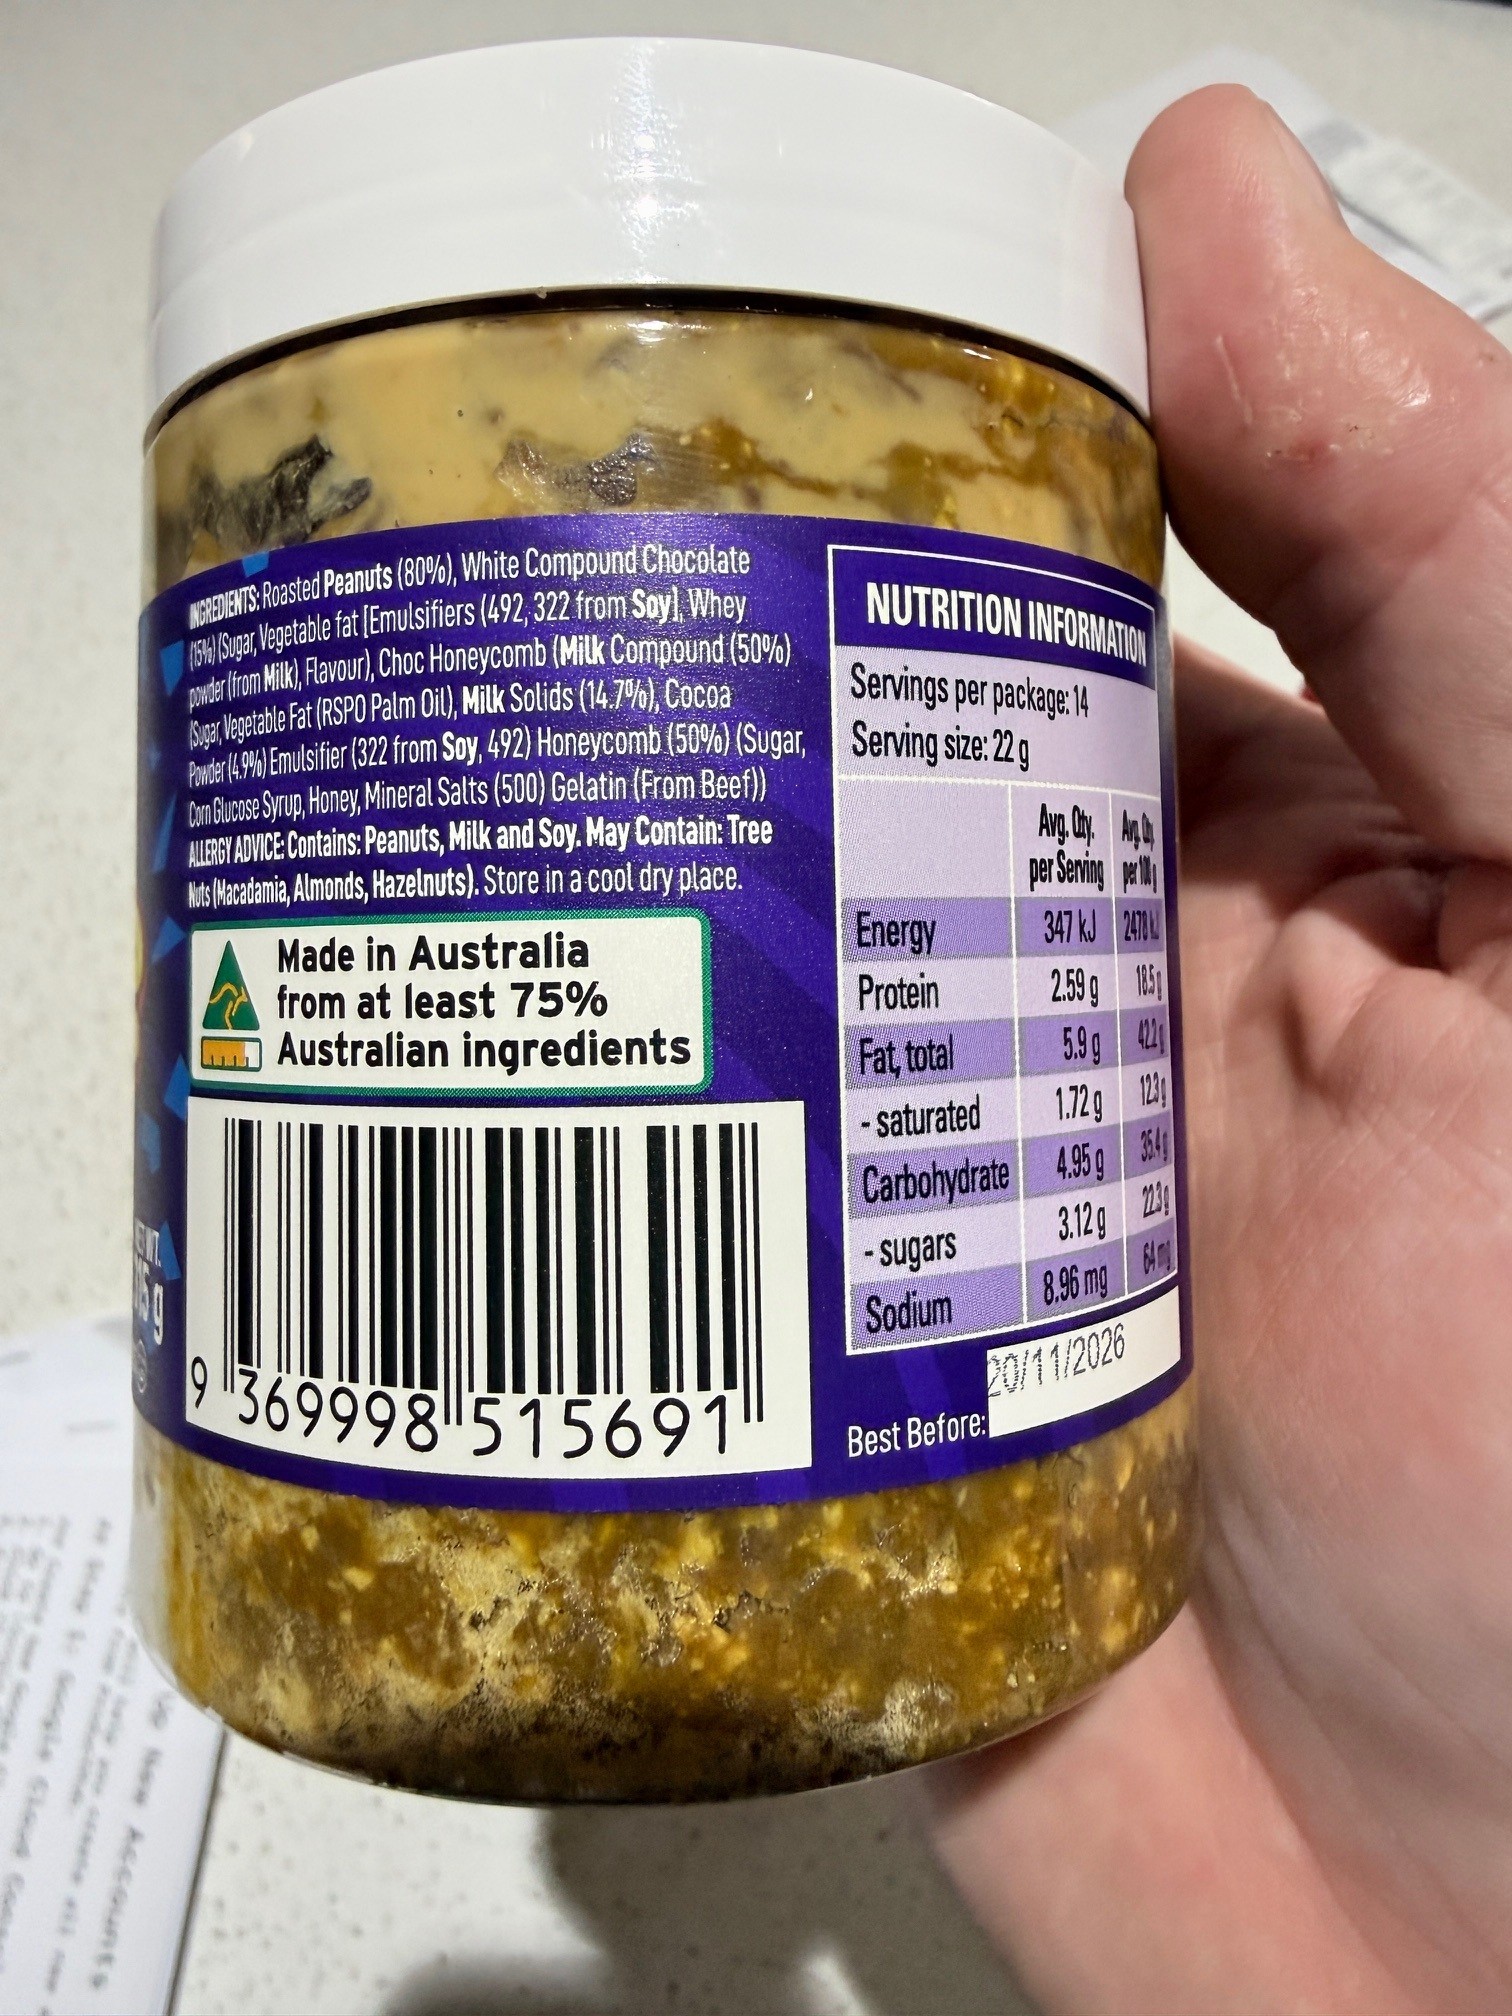 INGREDIENTS: Roasted Peanuts (80%), White Compound Chocolate
(15%) (Sugar, Vegetable fat [Emulsifiers (492, 322 from Soy], Whey
powder (from Milk), Flavour), Choc Honeycomb (Milk Compound (50%)
(Sugar, Vegetable Fat (RSPO Palm Oil), Milk Solids (14.7%), Cocoa
Powder (4.9%) Emulsifier (322 from Soy, 492) Honeycomb (50%) (Sugar,
Corn Glucose Syrup, Honey, Mineral Salts (500) Gelatin (From Beef))
ALLERGY ADVICE: Contains: Peanuts, Milk and Soy. May Contain: Tree
Nuts (Macadamia, Almonds, Hazelnuts). Store in a cool dry place.
Made in Australia
from at least 75%
Australian ingredients
9 369998 515691
NUTRITION INFORMATION
Servings per package: 14
Serving size: 22 g
Avg. Qty. per Serving Avg. Qty. per 100 g
Energy 347 kJ 2478 kJ
Protein 2.59 g 18.5 g
Fat, total 5.9 g 42.2 g
- saturated 1.72 g 12.3 g
Carbohydrate 4.95 g 35.4 g
- sugars 3.12 g 22.3 g
Sodium 8.96 mg 64 mg
20/11/2026
Best Before:
New Accounts
Google Cloud